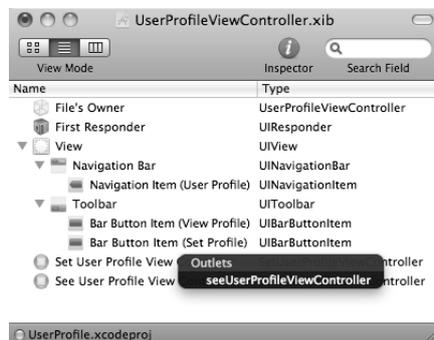 UserProfileViewController.xib
View Mode Inspector Search Field
Name Type
File's Owner UserProfileViewController
First Responder UIResponder
View UIView
Navigation Bar UINavigationBar
Navigation Item (User Profile) UINavigationItem
Toolbar UIToolbar
Bar Button Item (View Profile) UIBarButtonItem
Bar Button Item (Set Profile) UIBarButtonItem
Set User Profile View
Outlets
See User Profile View
seeUserProfileViewController
UserProfile.xcodeproj